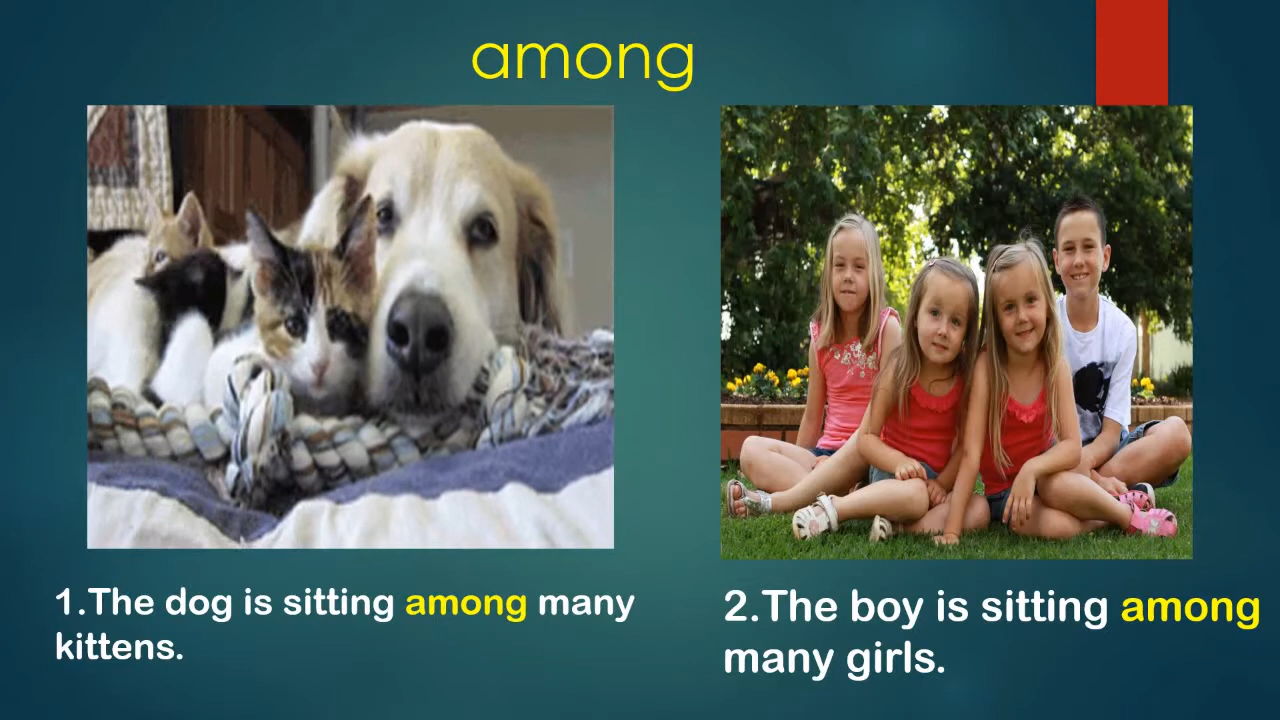 among
1.The dog is sitting among many
kittens.
2.The boy is sitting among
many girls.